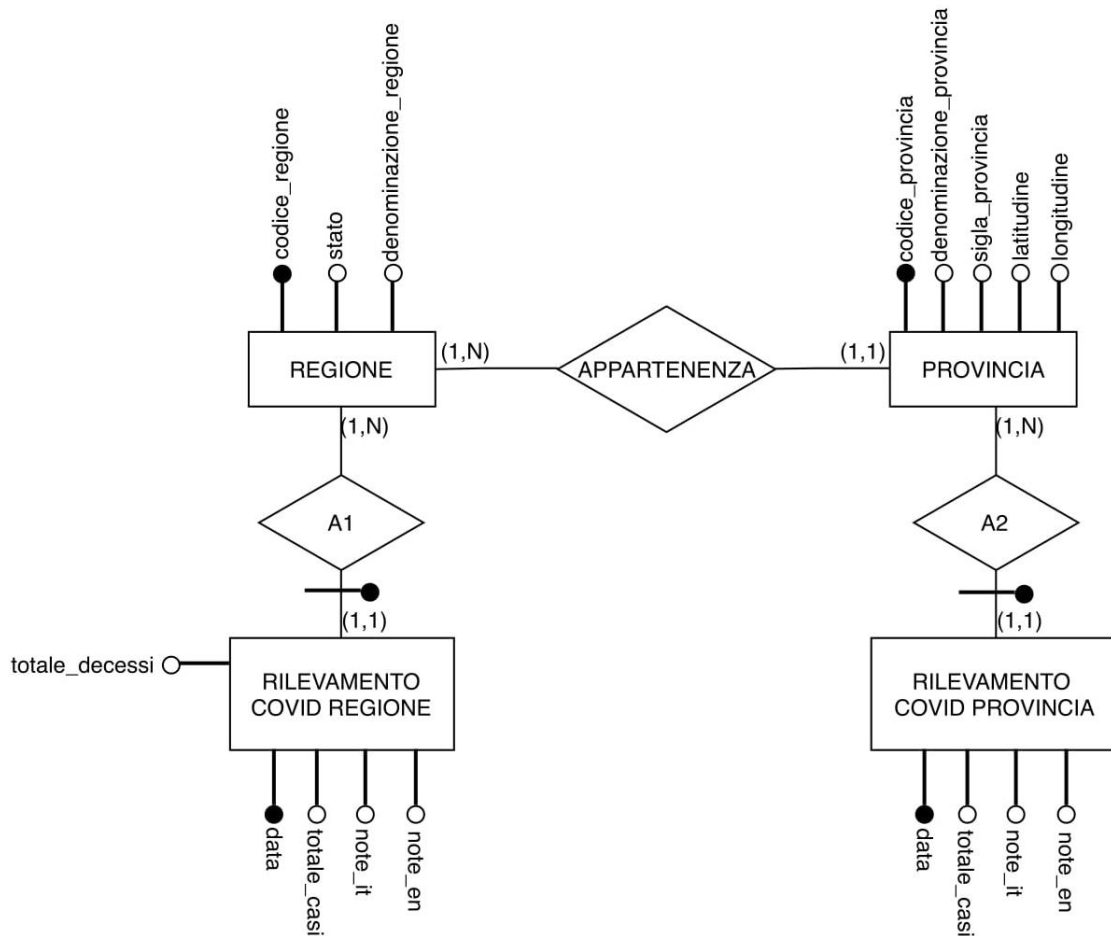 codice_regione
stato
denominazione_regione
codice_provincia
denominazione_provincia
sigla_provincia
latitudine
longitudine
REGIONE
(1,N)
APPARTENENZA
(1,1)
PROVINCIA
(1,N)
(1,N)
A1
A2
(1,1)
(1,1)
totale_decessi
RILEVAMENTO
COVID REGIONE
RILEVAMENTO
COVID PROVINCIA
data
totale_casi
note_it
note_en
data
totale_casi
note_it
note_en